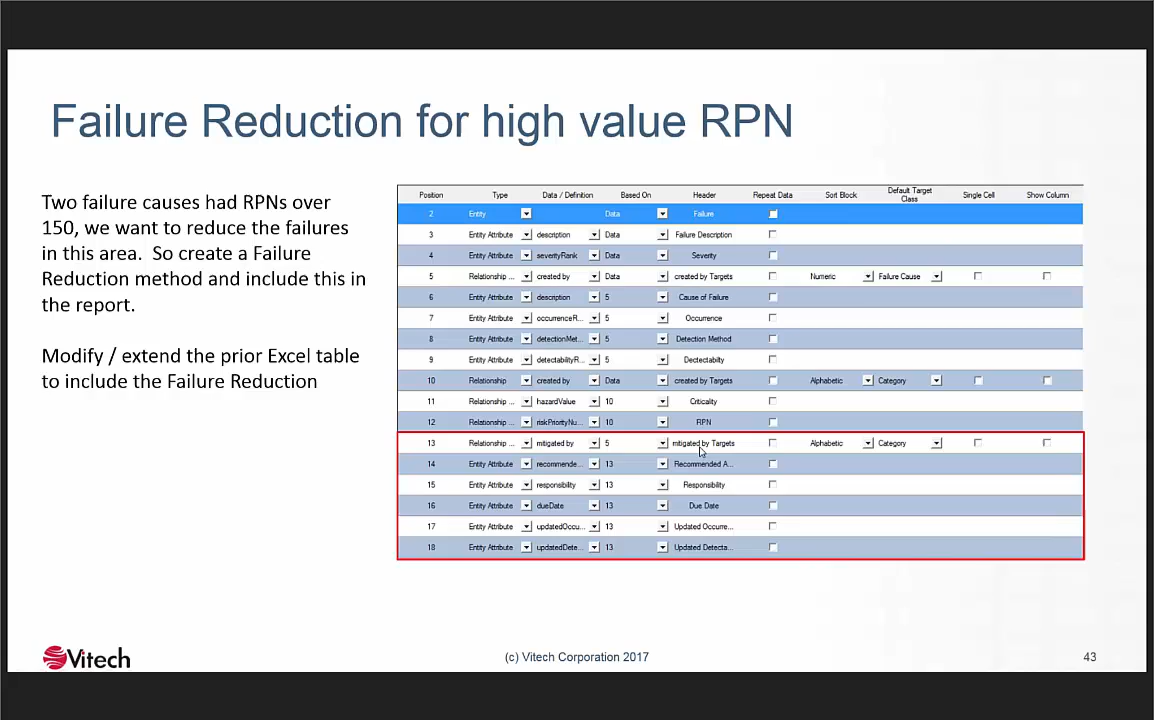 Failure Reduction for high value RPN
Two failure causes had RPNs over
150, we want to reduce the failures
in this area. So create a Failure
Reduction method and include this in
the report.
Modify / extend the prior Excel table
to include the Failure Reduction
Position Type Data / Definition Based On Header Repeat Data Sort Block Default Target Class Single Cell Show Column
2 Entity Data Failure
3 Entity Attribute description Data Failure Description
4 Entity Attribute severityRank Data Severity
5 Relationship ... created by Data created by Targets Numeric Failure Cause
6 Entity Attribute description 5 Cause of Failure
7 Entity Attribute occurrenceR... 5 Occurrence
8 Entity Attribute detectionMet... 5 Detection Method
9 Entity Attribute detectabilityR... 5 Dectectabilty
10 Relationship created by Data created by Targets Alphabetic Category
11 Relationship ... hazardValue 10 Criticality
12 Relationship ... riskPriorityNu... 10 RPN
13 Relationship ... mitigated by 5 mitigated by Targets Alphabetic Category
14 Entity Attribute recommende... 13 Recommended A...
15 Entity Attribute responsibility 13 Responsibility
16 Entity Attribute dueDate 13 Due Date
17 Entity Attribute updatedOccu... 13 Updated Occurre...
18 Entity Attribute updatedDete... 13 Updated Detecta...
Vitech
(c) Vitech Corporation 2017
43